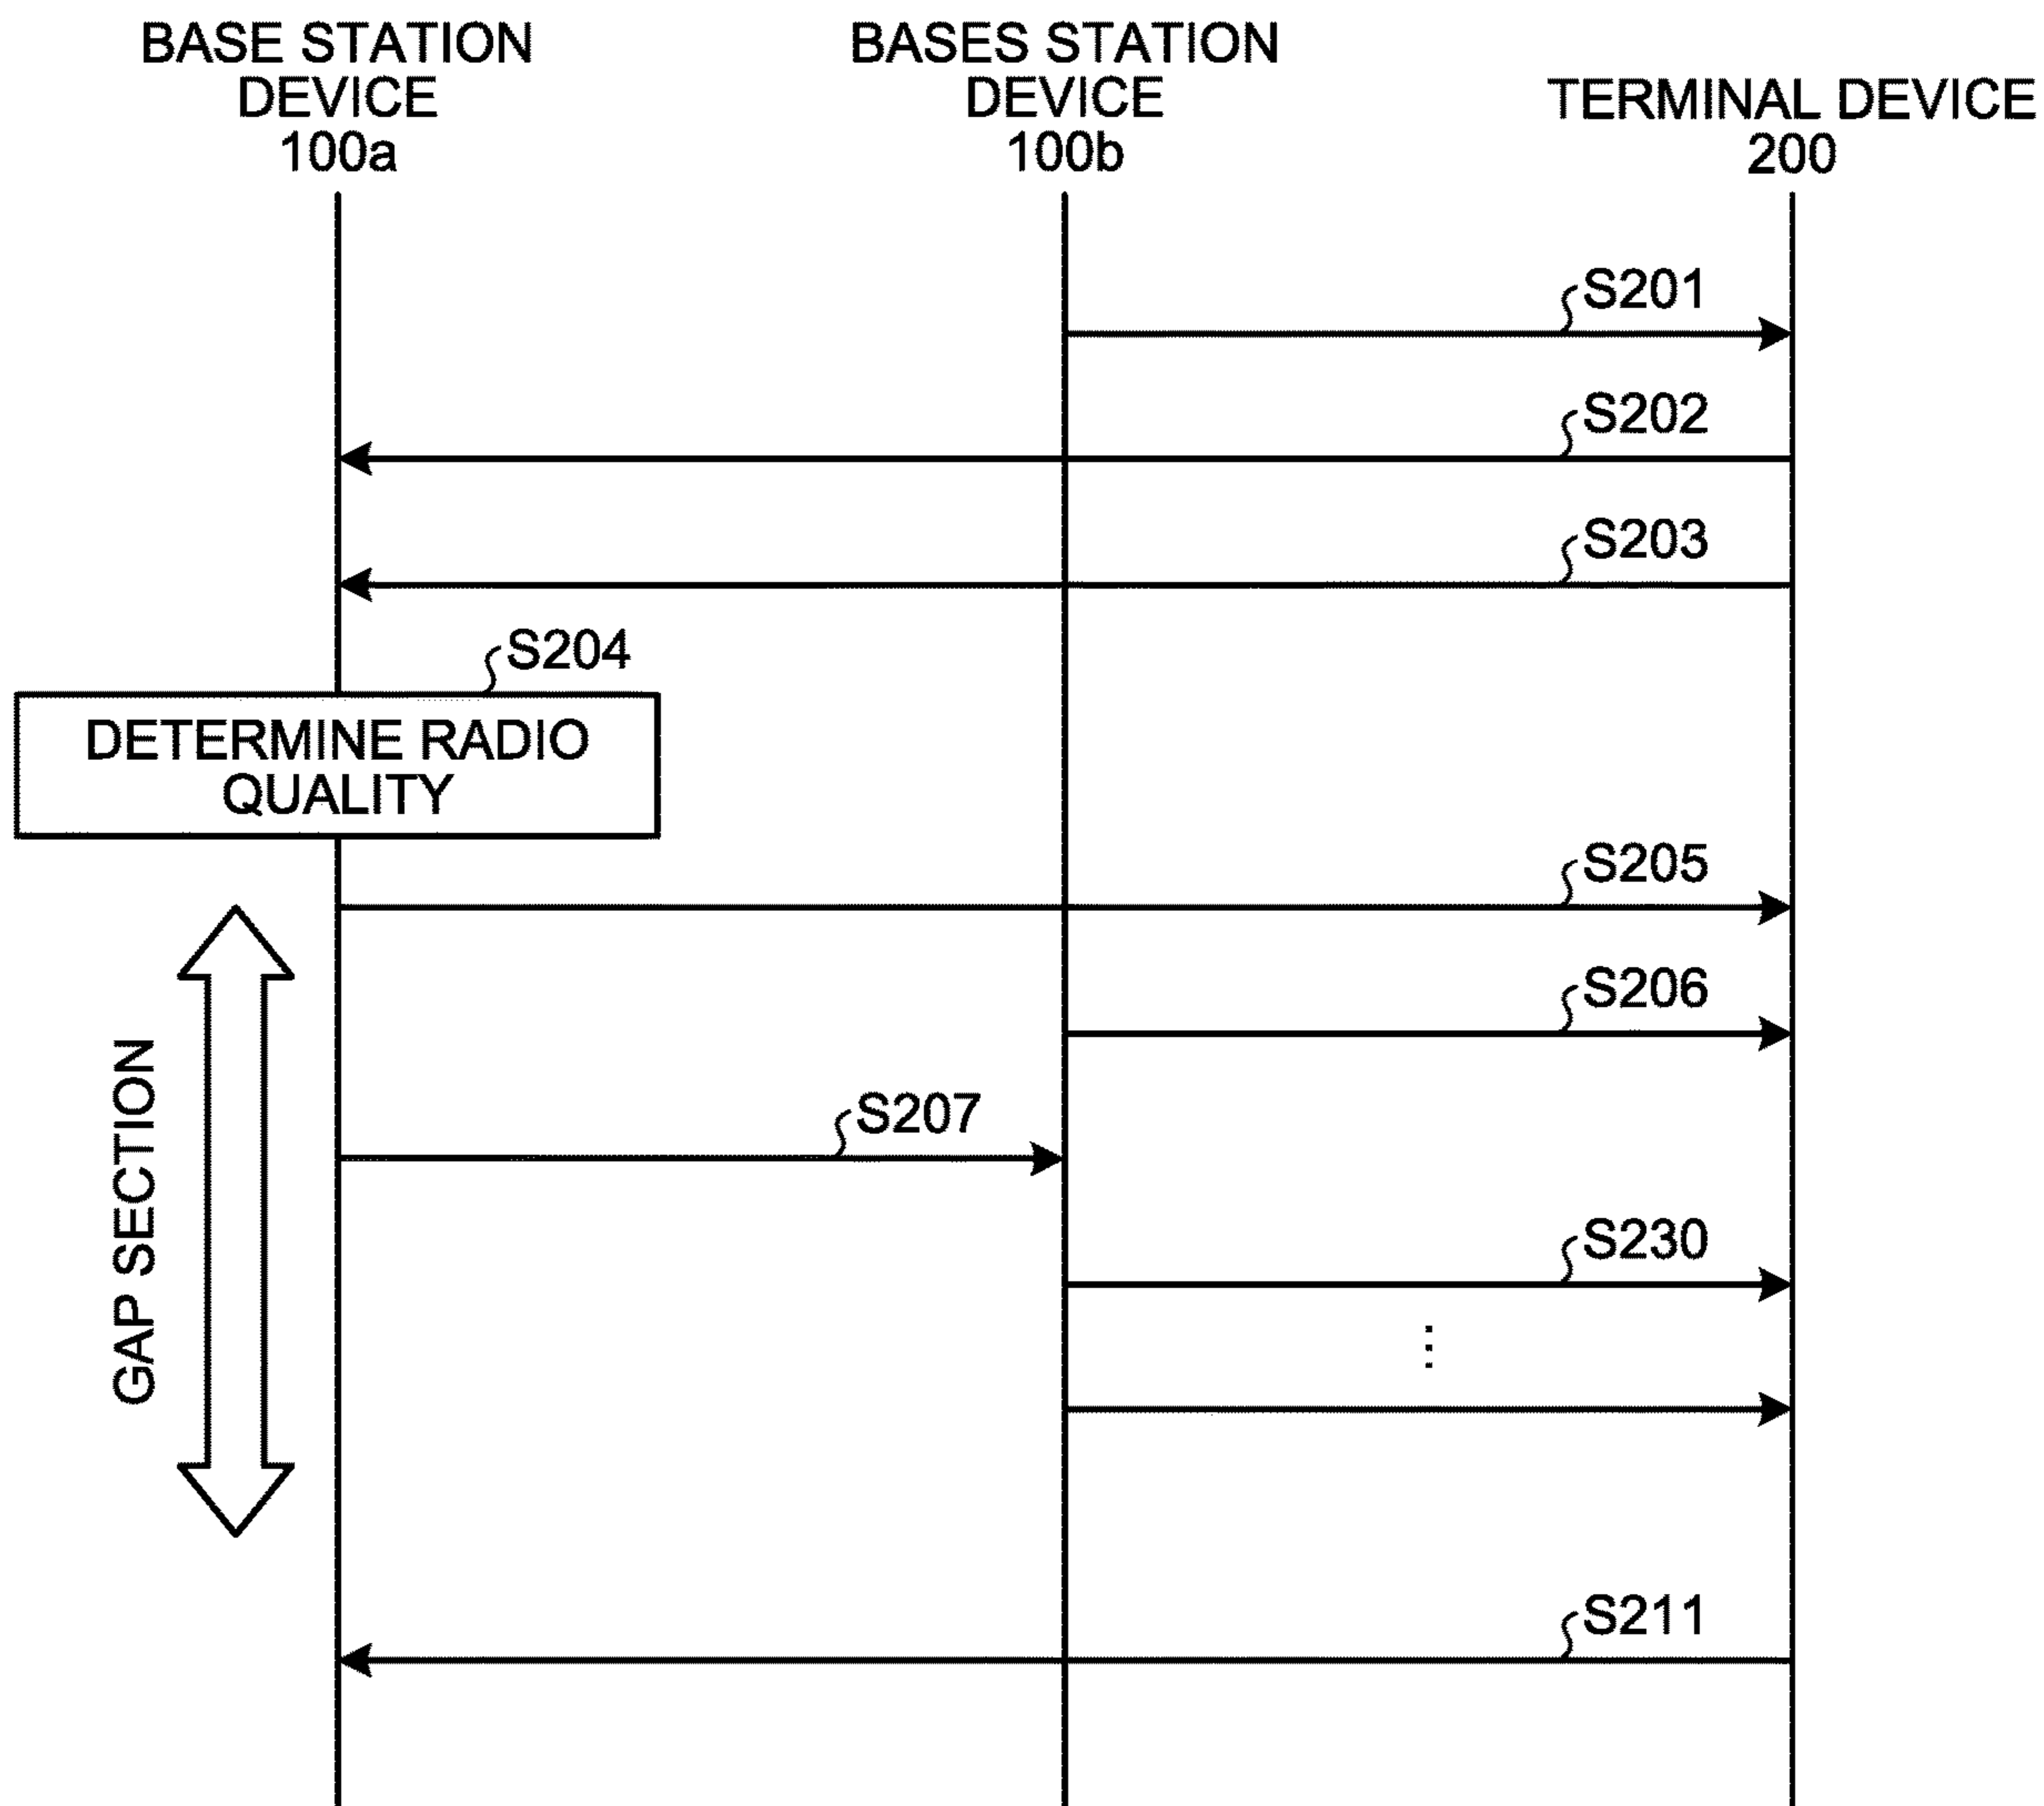 BASE STATION
DEVICE
100a
BASES STATION
DEVICE
100b
TERMINAL DEVICE
200
S201
S202
S203
S204
DETERMINE RADIO
QUALITY
S205
S206
GAP SECTION
S207
S230
S211